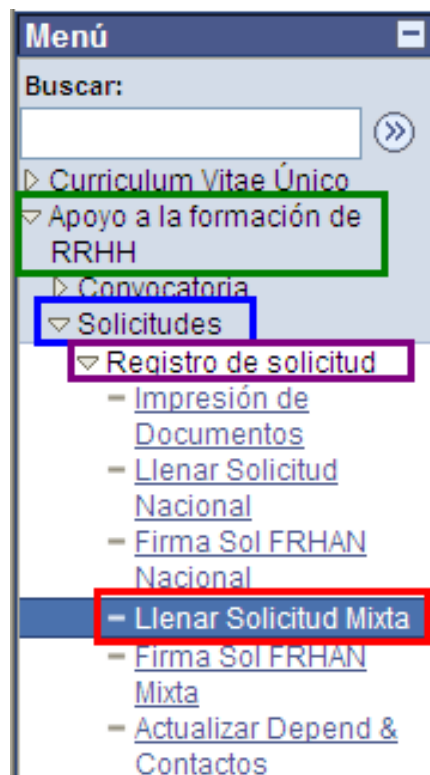 Menú
Buscar:
Curriculum Vitae Único
Apoyo a la formación de
RRHH
Convocatoria
Solicitudes
Registro de solicitud
Impresión de
Documentos
Llenar Solicitud
Nacional
Firma Sol FRHAN
Nacional
Llenar Solicitud Mixta
Firma Sol FRHAN
Mixta
Actualizar Depend &
Contactos